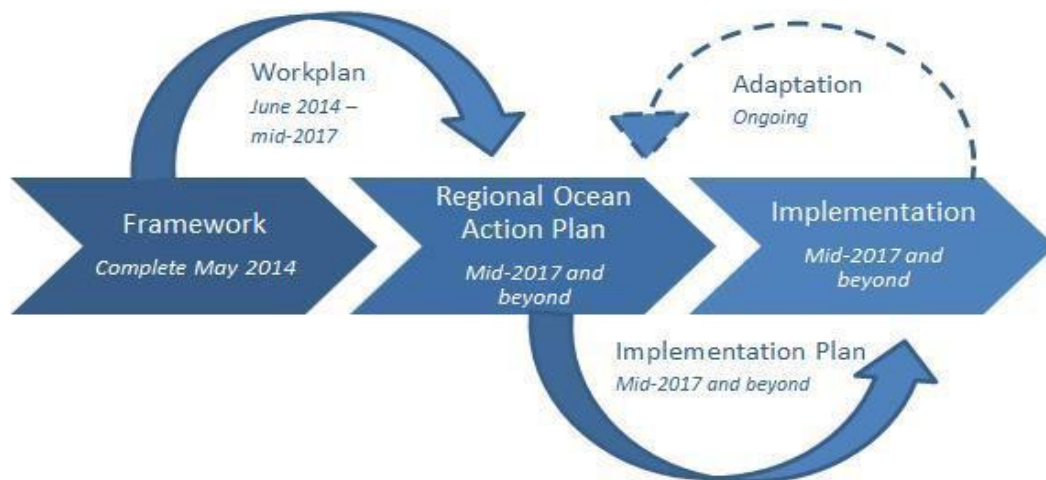 Workplan
June 2014 –
mid-2017
Adaptation
Ongoing
Framework
Complete May 2014
Regional Ocean
Action Plan
Mid-2017 and
beyond
Implementation
Mid-2017 and
beyond
Implementation Plan
Mid-2017 and beyond